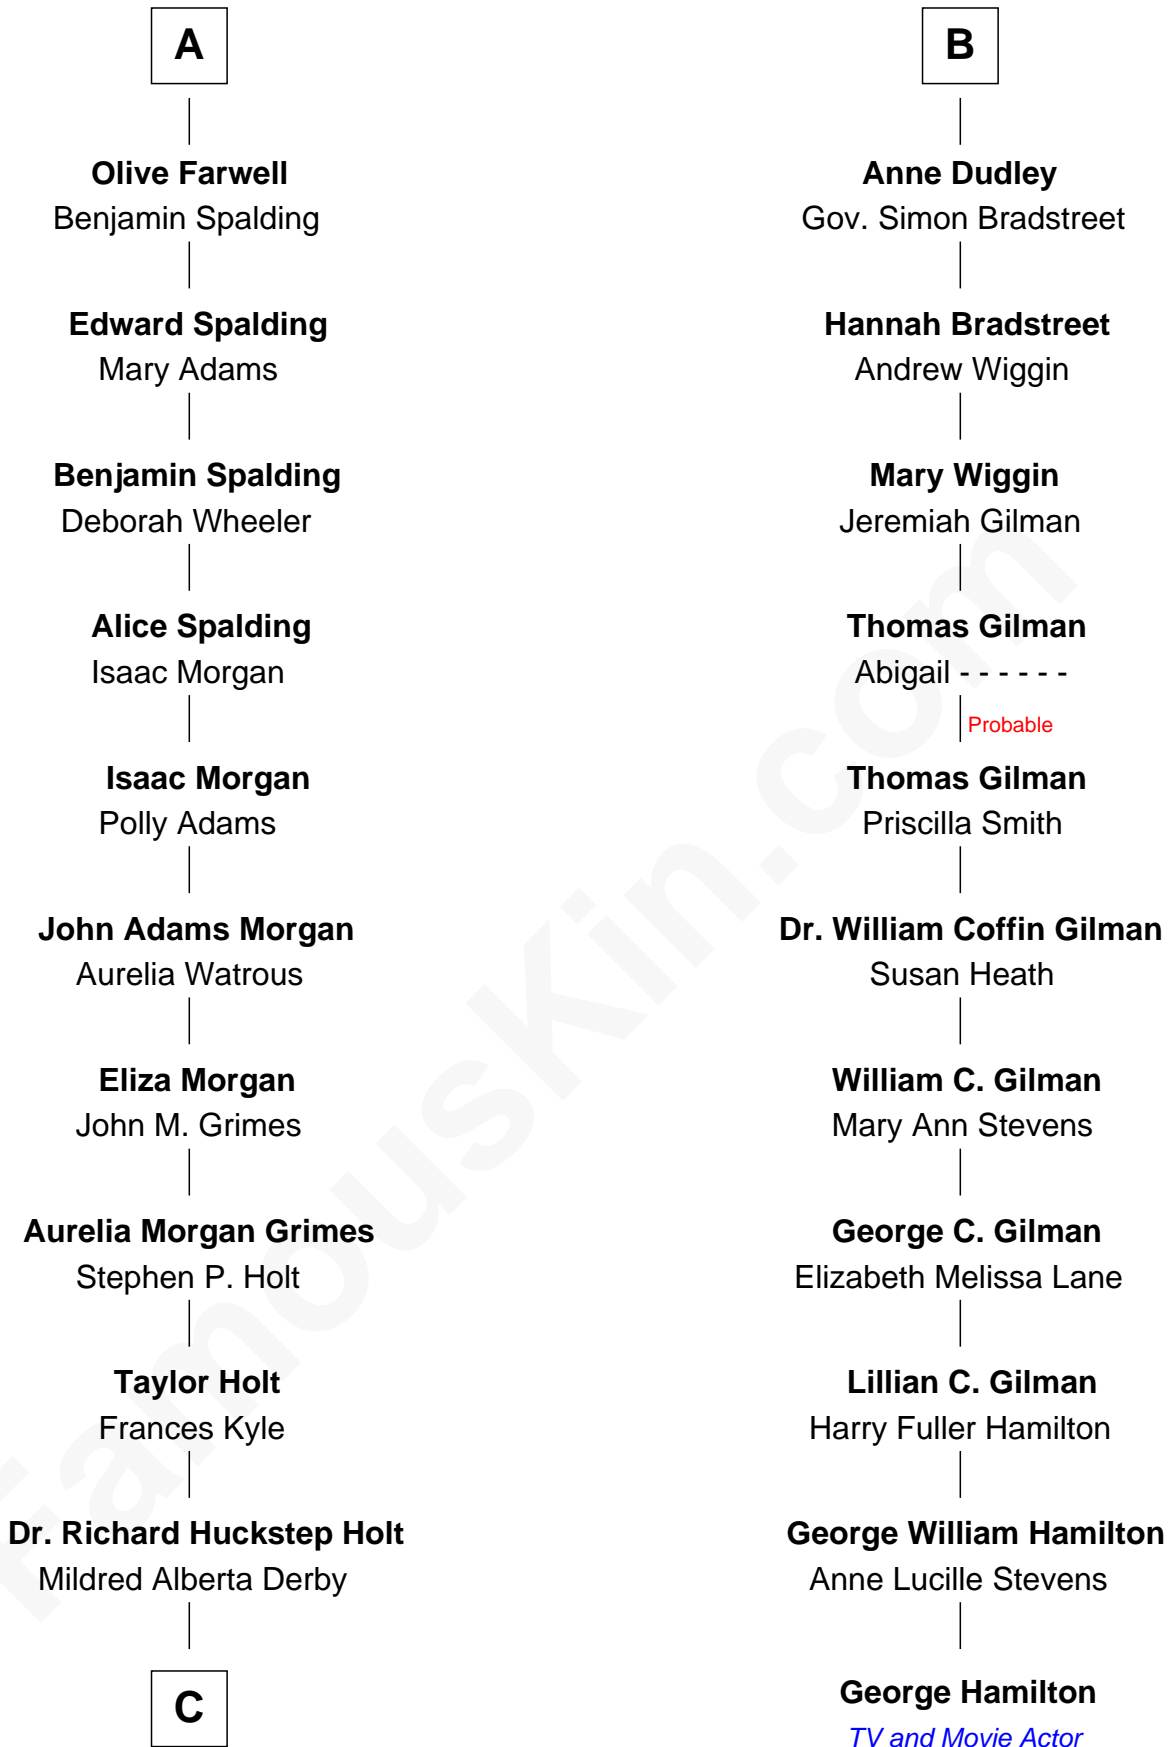 A
Olive Farwell
Benjamin Spalding
Edward Spalding
Mary Adams
Benjamin Spalding
Deborah Wheeler
Alice Spalding
Isaac Morgan
Isaac Morgan
Polly Adams
John Adams Morgan
Aurelia Watrous
Eliza Morgan
John M. Grimes
Aurelia Morgan Grimes
Stephen P. Holt
Taylor Holt
Frances Kyle
Dr. Richard Huckstep Holt
Mildred Alberta Derby
C
B
Anne Dudley
Gov. Simon Bradstreet
Hannah Bradstreet
Andrew Wiggin
Mary Wiggin
Jeremiah Gilman
Thomas Gilman
Abigail - - - - - -
Probable
Thomas Gilman
Priscilla Smith
Dr. William Coffin Gilman
Susan Heath
William C. Gilman
Mary Ann Stevens
George C. Gilman
Elizabeth Melissa Lane
Lillian C. Gilman
Harry Fuller Hamilton
George William Hamilton
Anne Lucille Stevens
George Hamilton
TV and Movie Actor
FamousKin.com